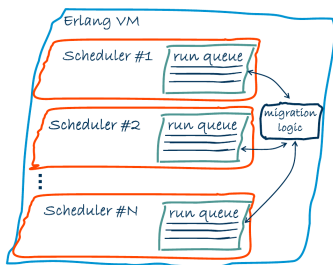 Erlang VM
Scheduler #1
run queue
Scheduler #2
run queue
migration
logic
Scheduler #N
run queue